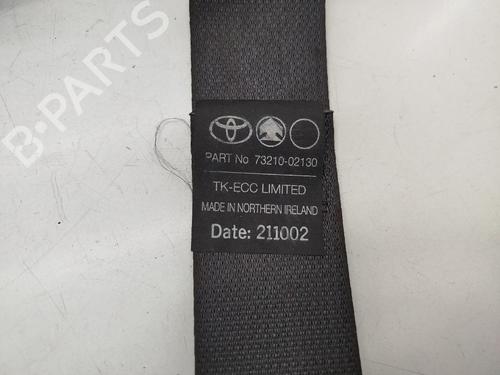 B-PARTS
PART No 73210-02130
TK-ECC LIMITED
MADE IN NORTHERN IRELAND
Date: 211002